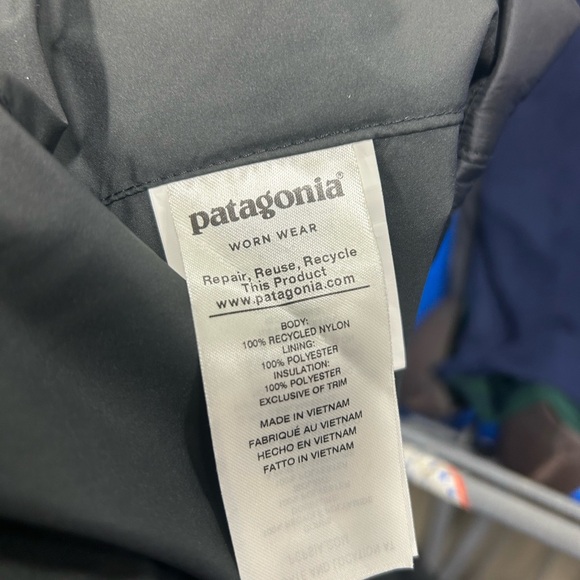 patagonia®
WORN WEAR
Repair, Reuse, Recycle
This Product
www.patagonia.com
BODY:
100% RECYCLED NYLON
LINING:
100% POLYESTER
INSULATION:
100% POLYESTER
EXCLUSIVE OF TRIM
MADE IN VIETNAM
FABRIQUÉ AU VIETNAM
HECHO EN VIETNAM
FATTO IN VIETNAM